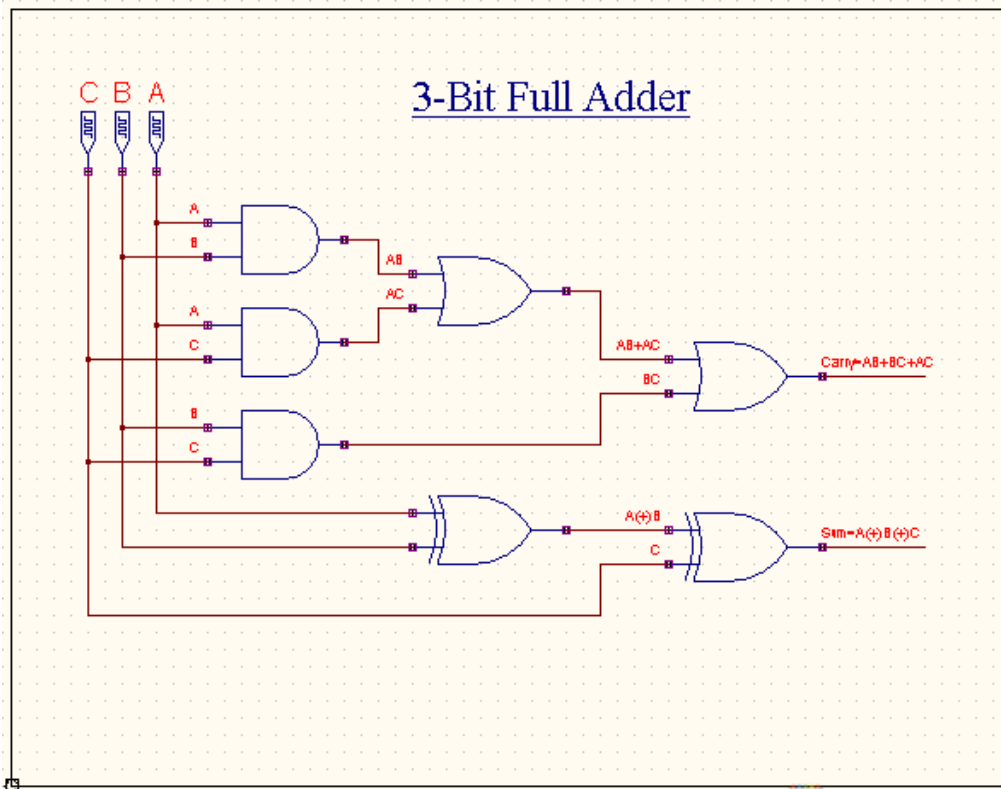 C B A
3-Bit Full Adder
A
B
AB
AC
A
C
AB+AC
BC
Carry=AB+BC+AC
B
C
A(+)B
C
Sum=A(+)B(+)C